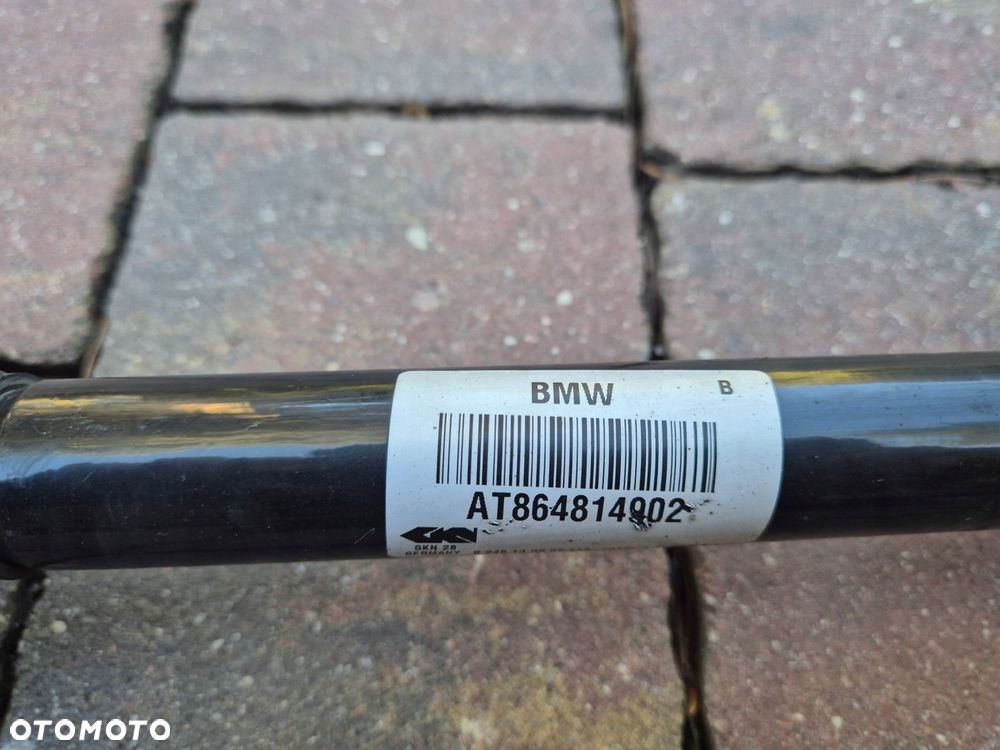 BMW
B
AT864814902
GKN
GKN 28
GERMANY
OTOMOTO